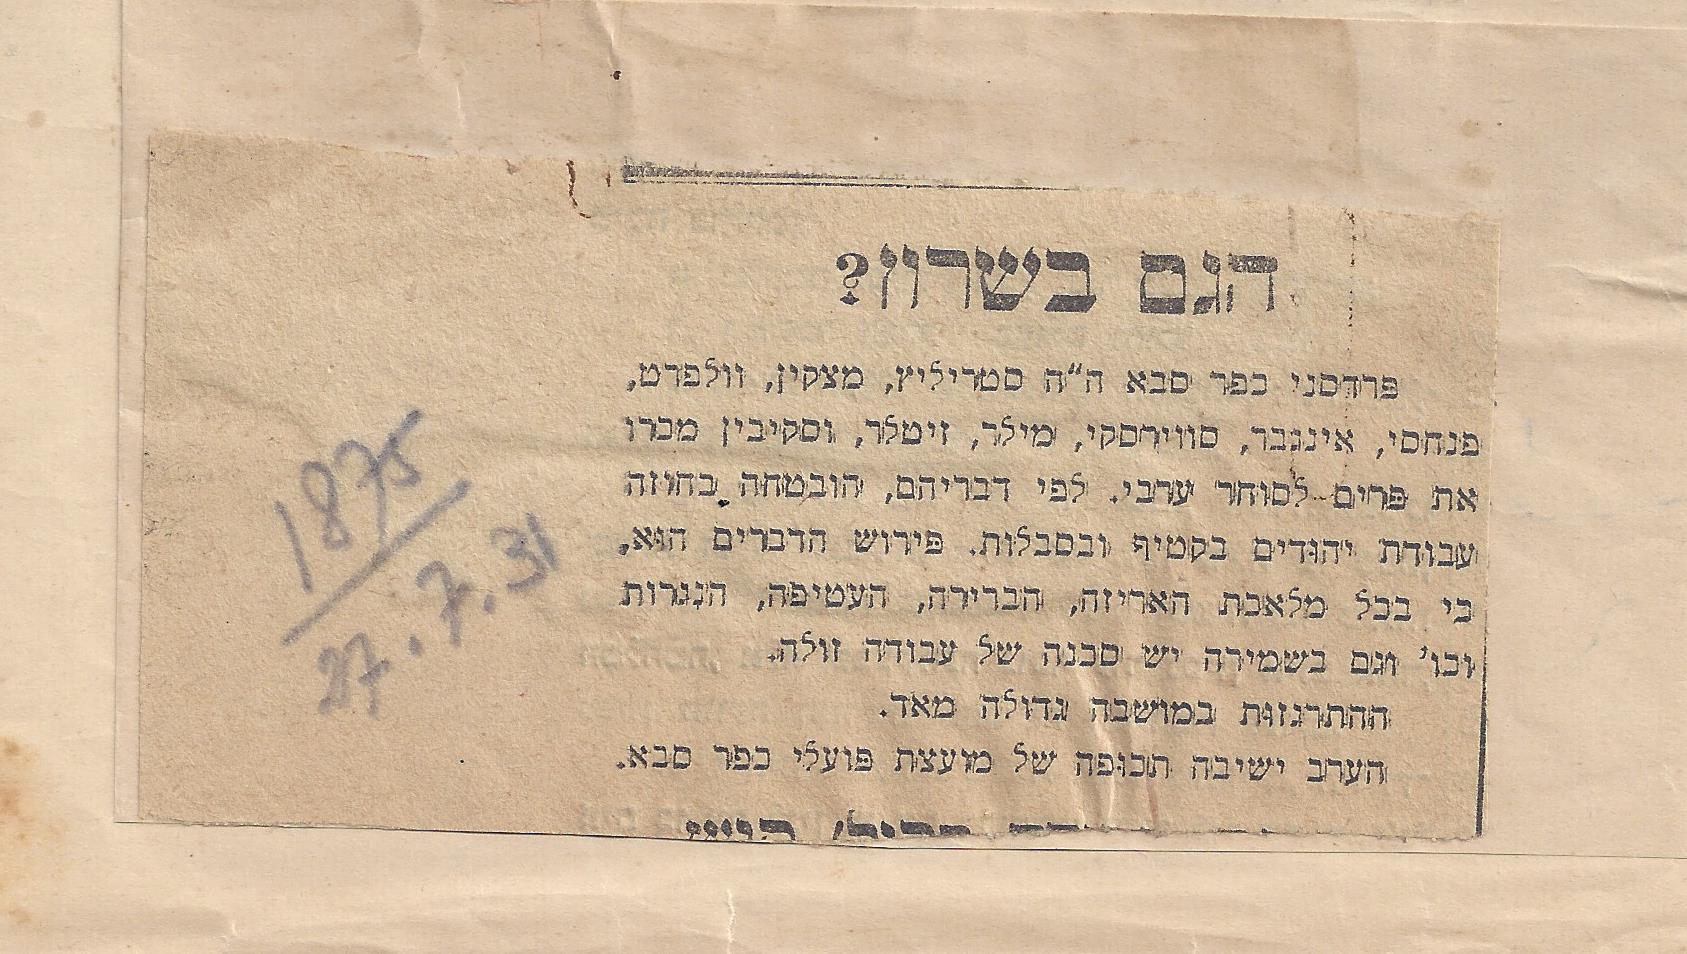 הגם בשרון?
פרדסני כפר סבא ה"ה סטריליץ, מצקין, וולפרט,
פנחסי, אינגבר, סווירסקי, מילר, זיטלר, וסקיבין מכרו
את פרים לסוחר ערבי. לפי דבריהם, הובטחה בחוזה
עבודת יהודים בקטיף ובסבלות. פירוש הדברים הוא,
כי בכל מלאכת האריזה, הברירה, העטיפה, הנגרות
וכו' וגם בשמירה יש סכנה של עבודה זולה.
ההתרגזות במושבה גדולה מאד.
הערב ישיבה תכופה של מועצת פועלי כפר סבא.
1875
27.7.31